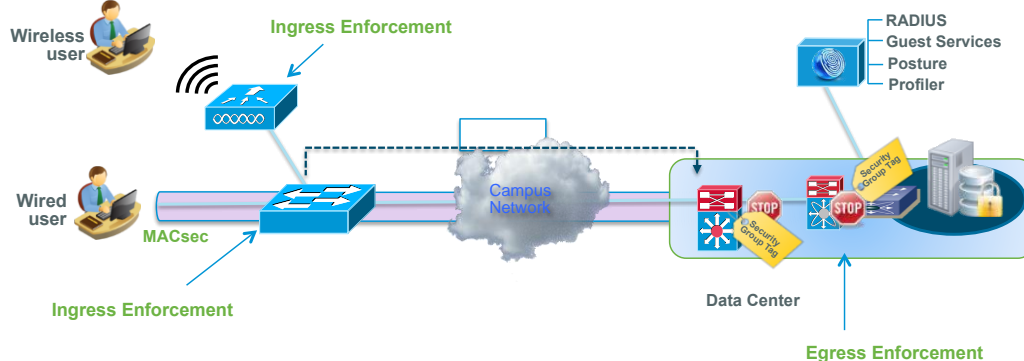 Wireless
user
Ingress Enforcement
RADIUS
Guest Services
Posture
Profiler
Wired
user
MACsec
Campus
Network
STOP
Security
Group Tag
STOP
Security
Group Tag
Ingress Enforcement
Data Center
Egress Enforcement